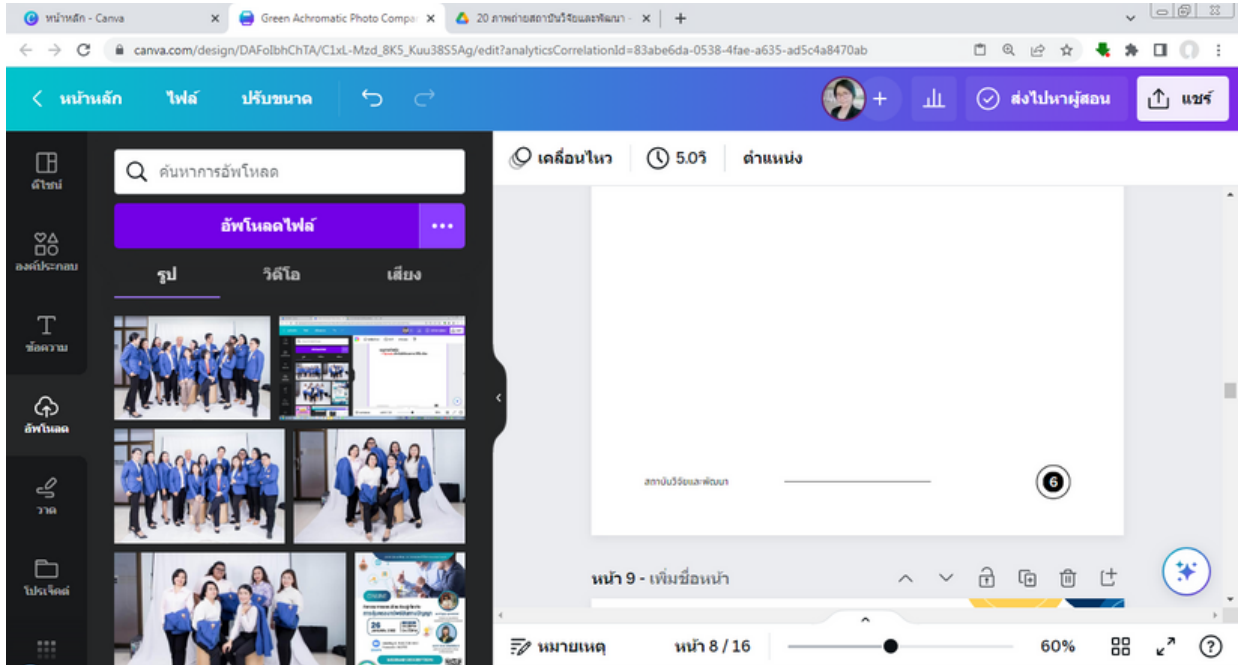 หน้าหลัก - Canva
Green Achromatic Photo Compa
20 ภาพถ่ายสถาบันวิจัยและพัฒนา -
canva.com/design/DAFoIbhChTA/C1xL-Mzd_8K5_Kuu38S5Ag/edit?analyticsCorrelationId=83abe6da-0538-4fae-a635-ad5c4a8470ab
หน้าหลัก ไฟล์ ปรับขนาด ส่งไปหาผู้สอน แชร์
เคลื่อนไหว 5.0วิ ตำแหน่ง
ดีไซน์
องค์ประกอบ
ข้อความ
อัพโหลด
วาด
โปรเจ็คต์
ค้นหาการอัพโหลด
อัพโหลดไฟล์
รูป วิดีโอ เสียง
สถาบันวิจัยและพัฒนา 6
หน้า 9 - เพิ่มชื่อหน้า
หมายเหตุ หน้า 8 / 16 60%